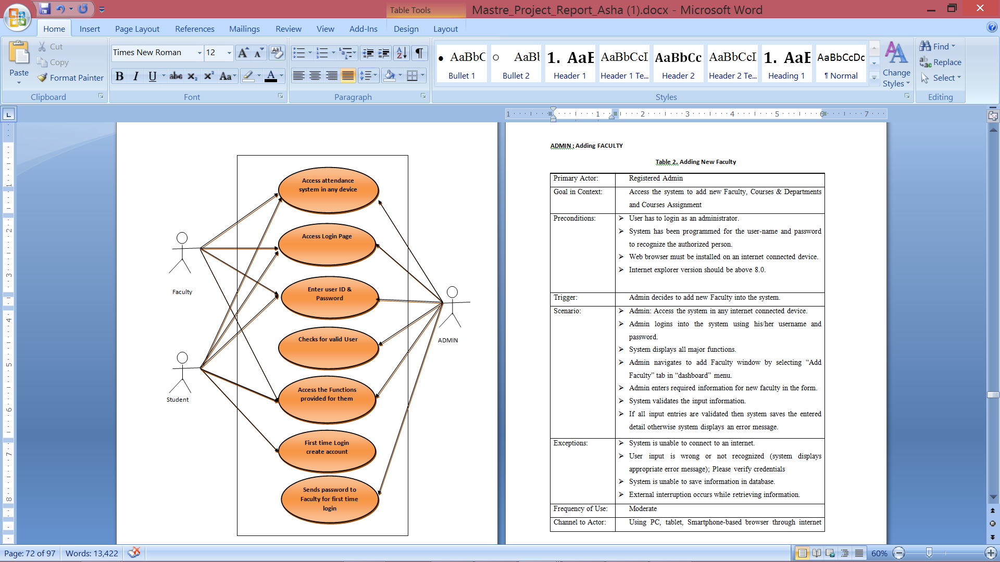 Table Tools
Mastre_Project_Report_Asha (1).docx - Microsoft Word
Home Insert Page Layout References Mailings Review View Add-Ins Design Layout
Paste
Cut
Copy
Format Painter
Clipboard
Times New Roman 12
B I U abe X₂ X² Aa A
Font
Paragraph
AaBbC AaBl 1. AaE AaBbCcI AaBbCc AaBbCcI 1. AaE AaBbCcDc
Bullet 1 Bullet 2 Header 1 Header 1 Te... Header 2 Header 2 Te... Heading 1 ¶ Normal
Styles
Change
Styles
Find
Replace
Select
Editing
1 1 2 3 4 5 6 7
1
2
3
4
5
6
7
8
Access attendance
system in any device
Access Login Page
Enter user ID &
Password
Checks for valid User
Access the Functions
provided for them
First time Login
create account
Sends password to
Faculty for first time
login
Faculty
Student
ADMIN
ADMIN : Adding FACULTY
Table 2. Adding New Faculty
Primary Actor: Registered Admin
Goal in Context: Access the system to add new Faculty, Courses & Departments
and Courses Assignment
Preconditions: ➢ User has to login as an administrator.
➢ System has been programmed for the user-name and password
to recognize the authorized person.
➢ Web browser must be installed on an internet connected device.
➢ Internet explorer version should be above 8.0.
Trigger: Admin decides to add new Faculty into the system.
Scenario: ➢ Admin: Access the system in any internet connected device.
➢ Admin logins into the system using his/her username and
password.
➢ System displays all major functions.
➢ Admin navigates to add Faculty window by selecting “Add
Faculty” tab in “dashboard” menu.
➢ Admin enters required information for new faculty in the form.
➢ System validates the input information.
➢ If all input entries are validated then system saves the entered
detail otherwise system displays an error message.
Exceptions: ➢ System is unable to connect to an internet.
➢ User input is wrong or not recognized (system displays
appropriate error message); Please verify credentials
➢ System is unable to save information in database.
➢ External interruption occurs while retrieving information.
Frequency of Use: Moderate
Channel to Actor: Using PC, tablet, Smartphone-based browser through internet
Page: 72 of 97 Words: 13,422 60%